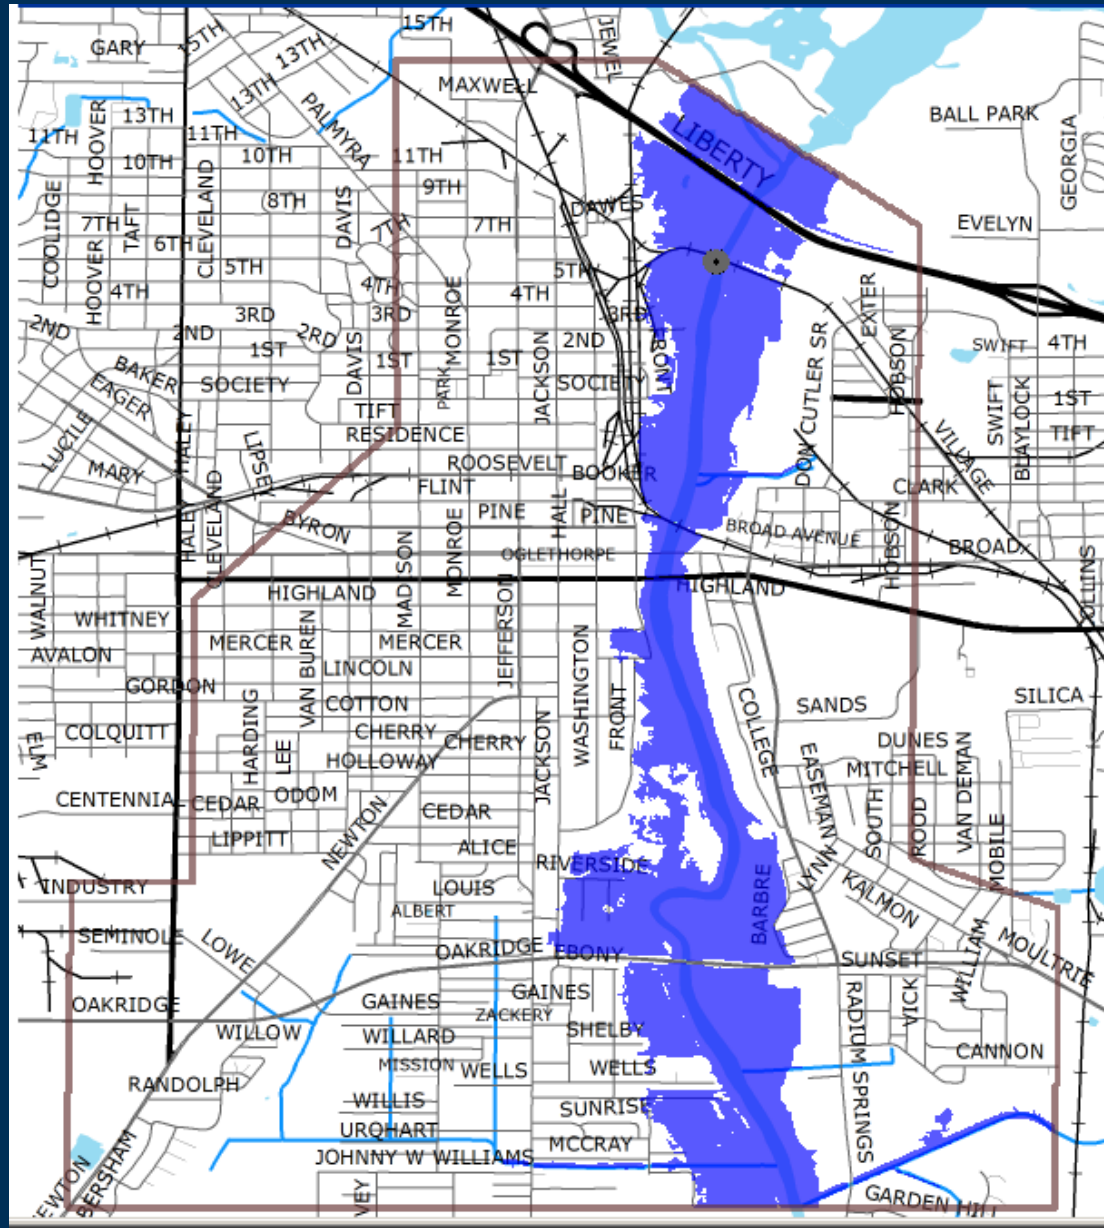 15TH
JEWEL
GARY
15TH
13TH
MAXWELL
13TH
PALMYRA
13TH
HOOVER
BALL PARK
GEORGIA
11TH
11TH
LIBERTY
10TH
10TH
11TH
CLEVELAND
9TH
COOLIDGE
8TH
DAVIS
DAWES
7TH
TAFT
7TH
7TH
EVELYN
6TH
HOOVER
5TH
5TH
4TH
4TH
4TH
EXTER
3RD
3RD
3RD
MONROE
2ND
2ND
2RD
2ND
FRONT
HOBSON
DON CUTLER SR
1ST
1ST
1ST
SWIFT
4TH
BAKER
DAVIS
PARK
JACKSON
EAGER
SOCIETY
SOCIETY
SWIFT
BLAYLOCK
1ST
TIFT
TIFT
LUCILE
HALEY
LIPSEY
RESIDENCE
VILLAGE
MARY
ROOSEVELT
BOOKER
CLEVELAND
FLINT
CLARK
HALEY
BYRON
PINE
HALL
PINE
BROAD AVENUE
HOBSON
MADISON
MONROE
OGLETHORPE
BROAD
WALNUT
HIGHLAND
HIGHLAND
OLLINS
WHITNEY
JEFFERSON
MERCER
VAN BUREN
MERCER
WASHINGTON
AVALON
LINCOLN
GORDON
COTTON
FRONT
COLLEGE
SANDS
SILICA
COLQUITT
HARDING
CHERRY
CHERRY
ELM
LEE
HOLLOWAY
JACKSON
EASEMAN
DUNES
MITCHELL
VAN DEMAN
CENTENNIAL
CEDAR
ODOM
CEDAR
SOUTH
ROOD
LIPPITT
NEWTON
ALICE
MOBILE
RIVERSIDE
LYNN
INDUSTRY
LOUIS
KALMON
ALBERT
BARBRE
SEMINOLE
LOWE
OAKRIDGE
EBONY
SUNSET
WILLIAM
MOULTRIE
OAKRIDGE
GAINES
GAINES
VICK
WILLOW
ZACKERY
WILLARD
SHELBY
RADIUM SPRINGS
MISSION
WELLS
WELLS
CANNON
RANDOLPH
WILLIS
SUNRISE
URQHART
MCCRAY
JOHNNY W WILLIAMS
BERSHAM
EWTON
VEY
GARDEN HILL